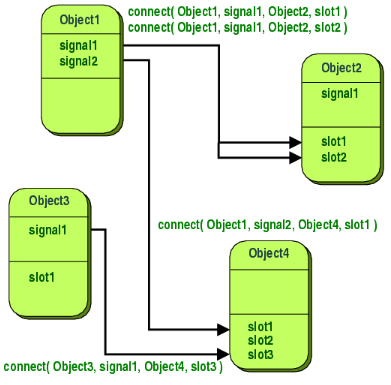 Object1
signal1
signal2
connect( Object1, signal1, Object2, slot1 )
connect( Object1, signal1, Object2, slot2 )
Object2
signal1
slot1
slot2
Object3
signal1
slot1
connect( Object1, signal2, Object4, slot1 )
Object4
slot1
slot2
slot3
connect( Object3, signal1, Object4, slot3 )